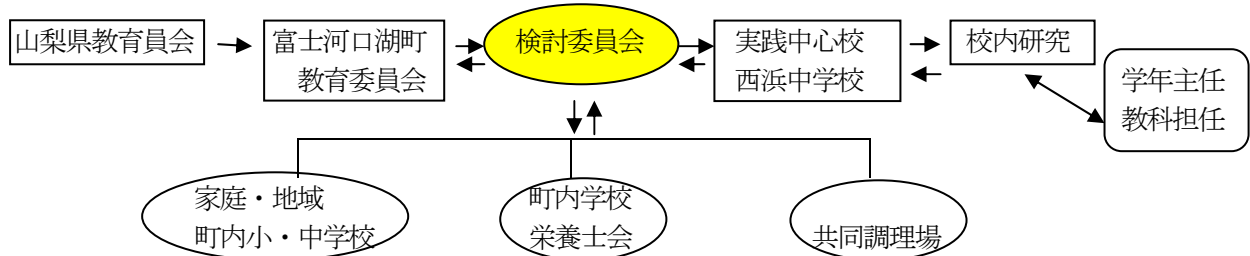 山梨県教育員会
富士河口湖町
教育委員会
検討委員会
実践中心校
西浜中学校
校内研究
学年主任
教科担任
家庭・地域
町内小・中学校
町内学校
栄養士会
共同調理場